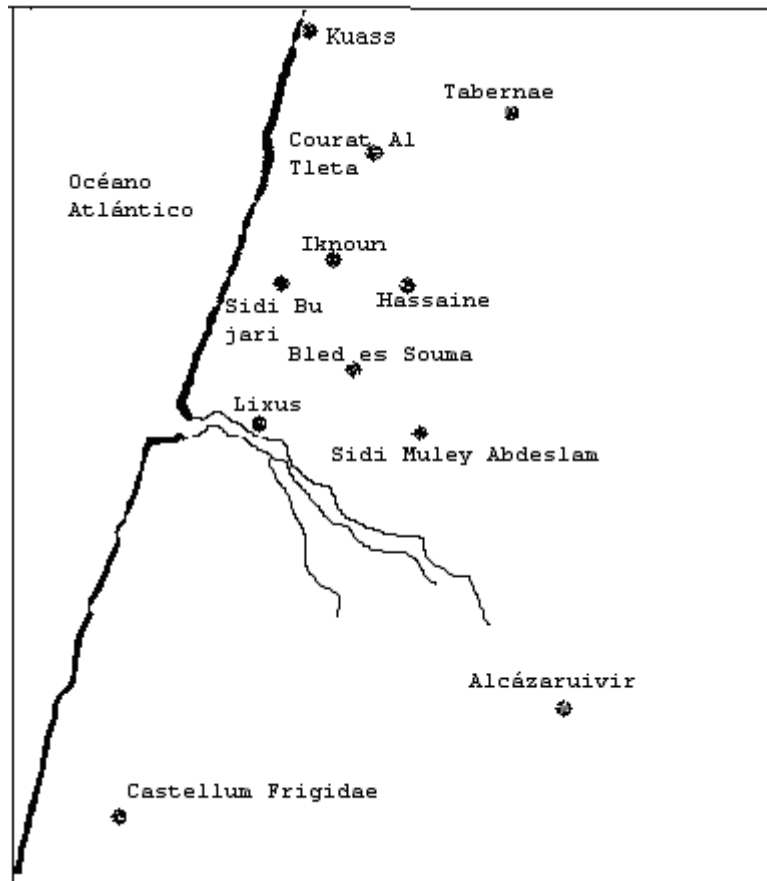 Kuass
Tabernae
Courat Al
Tleta
Océano
Atlántico
Iknoun
Sidi Bu
jari
Hassaine
Bled es Souma
Lixus
Sidi Muley Abdeslam
Alcázaruivir
Castellum Frigidae